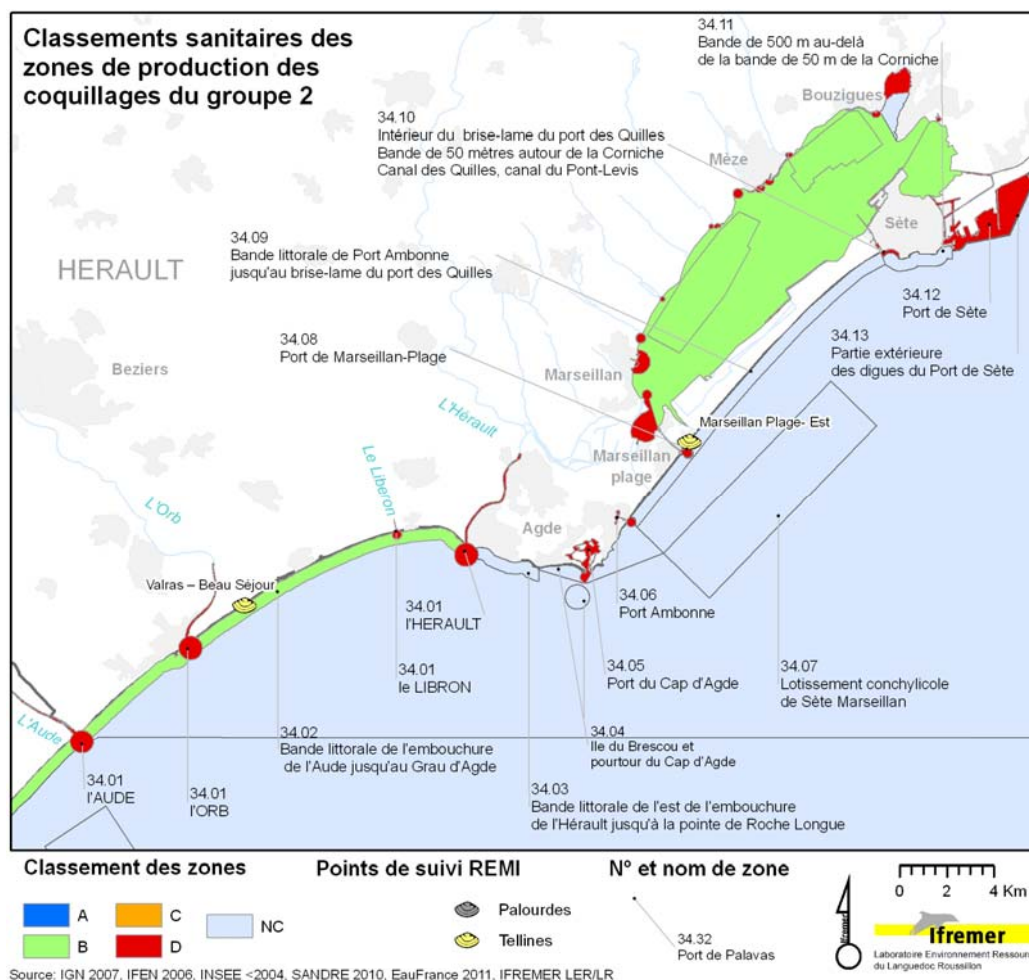 Classements sanitaires des
zones de production des
coquillages du groupe 2
34.11
Bande de 500 m au-delà
de la bande de 50 m de la Corniche
Bouzigues
34.10
Intérieur du brise-lame du port des Quilles
Bande de 50 mètres autour de la Corniche
Canal des Quilles, canal du Pont-Levis
Mèze
Sète
34.09
Bande littorale de Port Ambonne
jusqu'au brise-lame du port des Quilles
HERAULT
34.12
Port de Sète
34.08
Port de Marseillan-Plage
34.13
Partie extérieure
des digues du Port de Sète
Beziers
Marseillan
L'Hérault
Marseillan Plage- Est
Marseillan
plage
Le Liberon
L'Orb
Agde
Valras – Beau Séjour
34.06
Port Ambonne
34.01
l'HERAULT
34.01
le LIBRON
34.05
Port du Cap d'Agde
34.07
Lotissement conchylicole
de Sète Marseillan
L'Aude
34.02
Bande littorale de l'embouchure
de l'Aude jusqu'au Grau d'Agde
34.04
Ile du Brescou et
pourtour du Cap d'Agde
34.01
l'AUDE
34.01
l'ORB
34.03
Bande littorale de l'est de l'embouchure
de l'Hérault jusqu'à la pointe de Roche Longue
Classement des zones
A
C
NC
B
D
Points de suivi REMI
Palourdes
Tellines
N° et nom de zone
34.32
Port de Palavas
Ifremer
0 2 4 Km
Ifremer
Laboratoire Environnement Ressour
du Languedoc Roussillon
Source: IGN 2007, IFEN 2006, INSEE <2004, SANDRE 2010, EauFrance 2011, IFREMER LER/LR